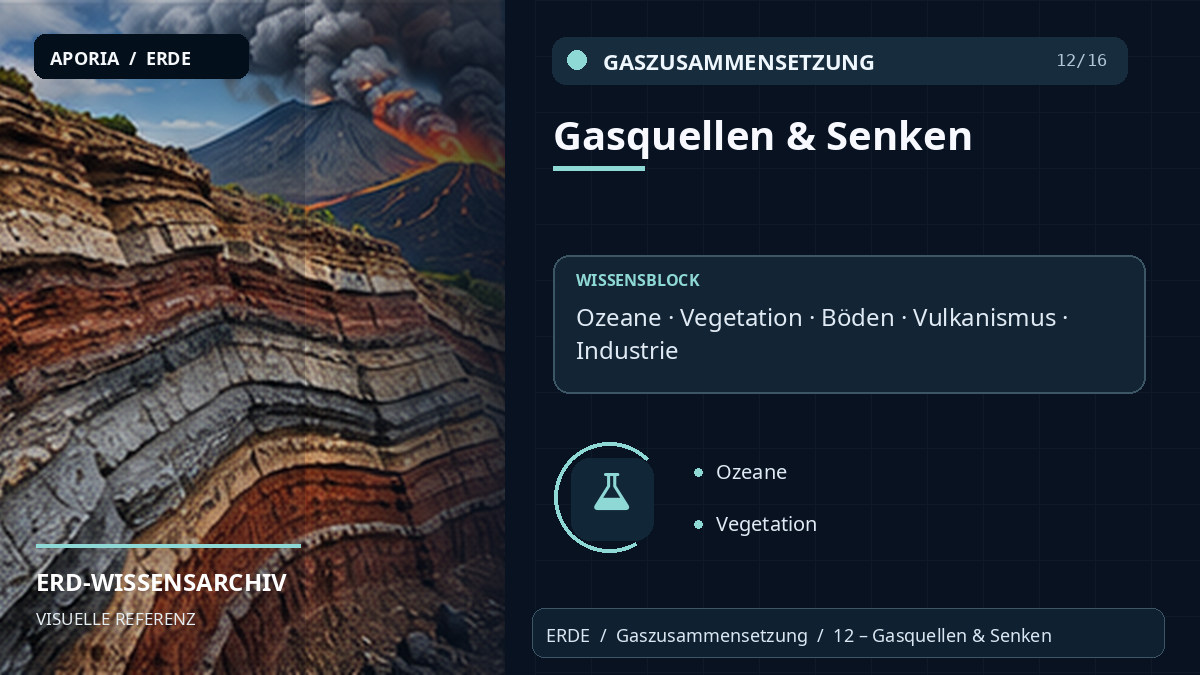 APORIA / ERDE
ERD-WISSENSARCHIV
VISUELLE REFERENZ
GASZUSAMMENSETZUNG
12/16
Gasquellen & Senken
WISSENSBLOCK
Ozeane · Vegetation · Böden · Vulkanismus ·
Industrie
Ozeane
Vegetation
ERDE / Gaszusammensetzung / 12 – Gasquellen & Senken